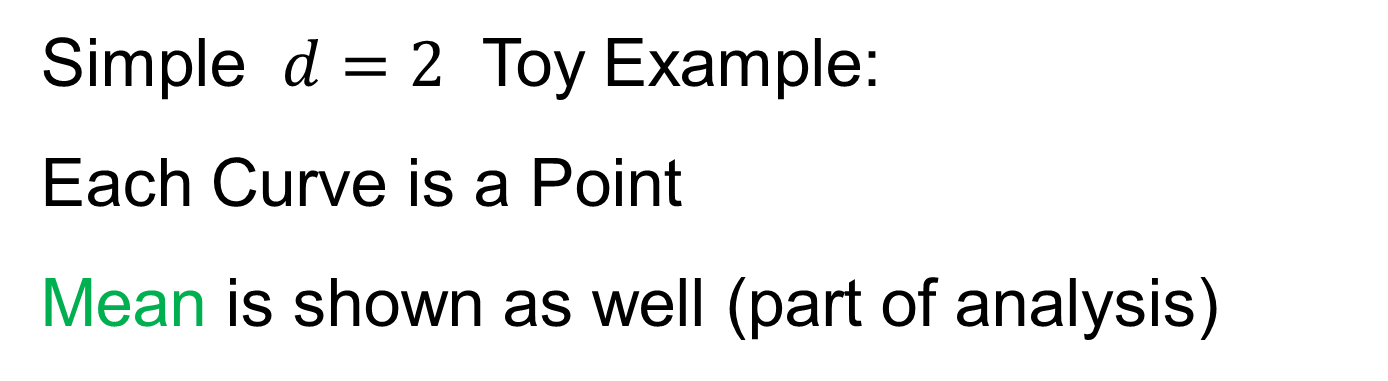 Simple d = 2 Toy Example:
Each Curve is a Point
Mean is shown as well (part of analysis)